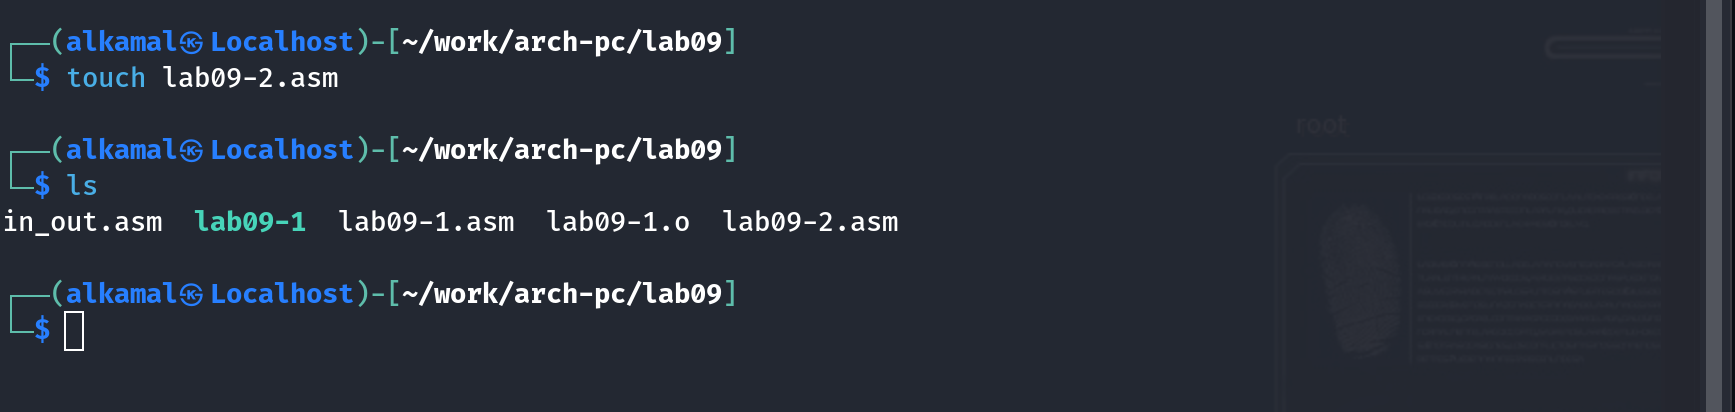 ┌──(alkamal㉿Localhost)-[~/work/arch-pc/lab09]
└─$ touch lab09-2.asm
┌──(alkamal㉿Localhost)-[~/work/arch-pc/lab09]
└─$ ls
in_out.asm  lab09-1  lab09-1.asm  lab09-1.o  lab09-2.asm
┌──(alkamal㉿Localhost)-[~/work/arch-pc/lab09]
└─$
root